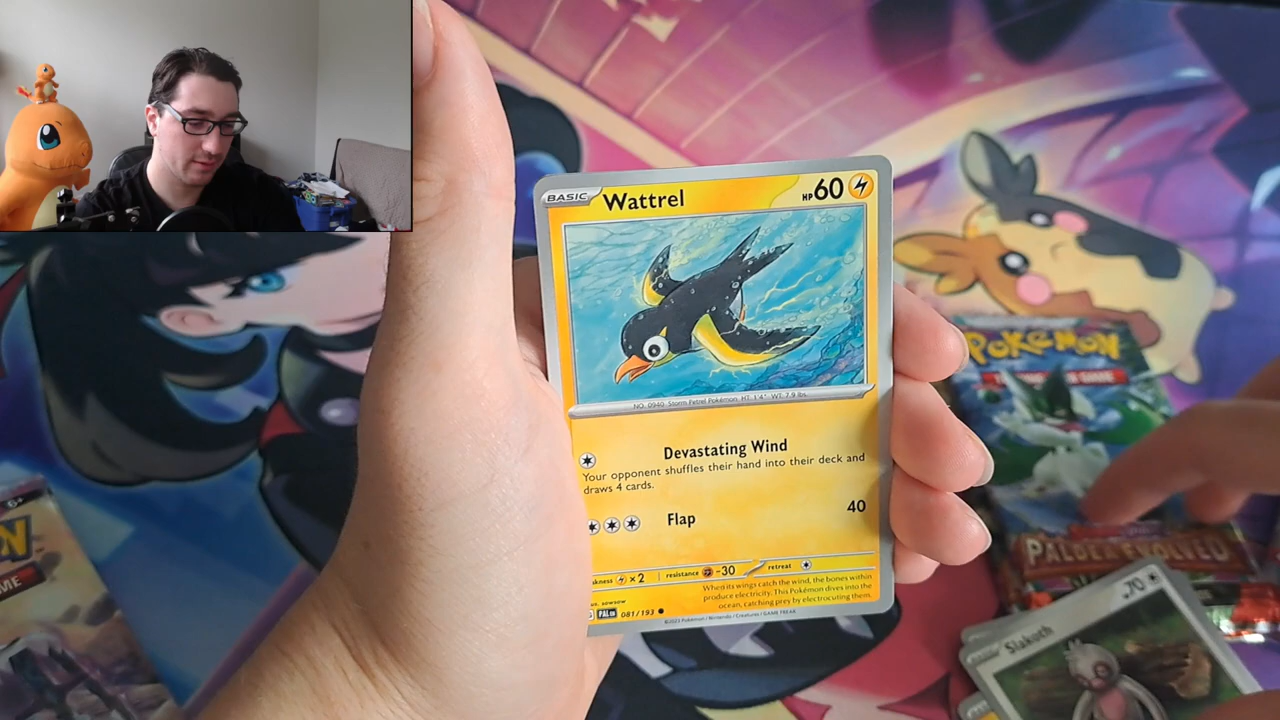 BASIC Wattrel HP60
NO. 0940 Storm Petrel Pokémon HT: 1'4" WT: 7.9 lbs.
Devastating Wind
Your opponent shuffles their hand into their deck and
draws 4 cards.
Flap 40
×2 resistance -30 retreat
When its wings catch the wind, the bones within
produce electricity. This Pokémon dives into the
ocean, catching prey by electrocuting them.
sowsow
PAL EN 081/193
©2023 Pokémon / Nintendo / Creatures / GAME FREAK
POKÉMON
PALDEA EVOLVED
Slakoth
70
6+